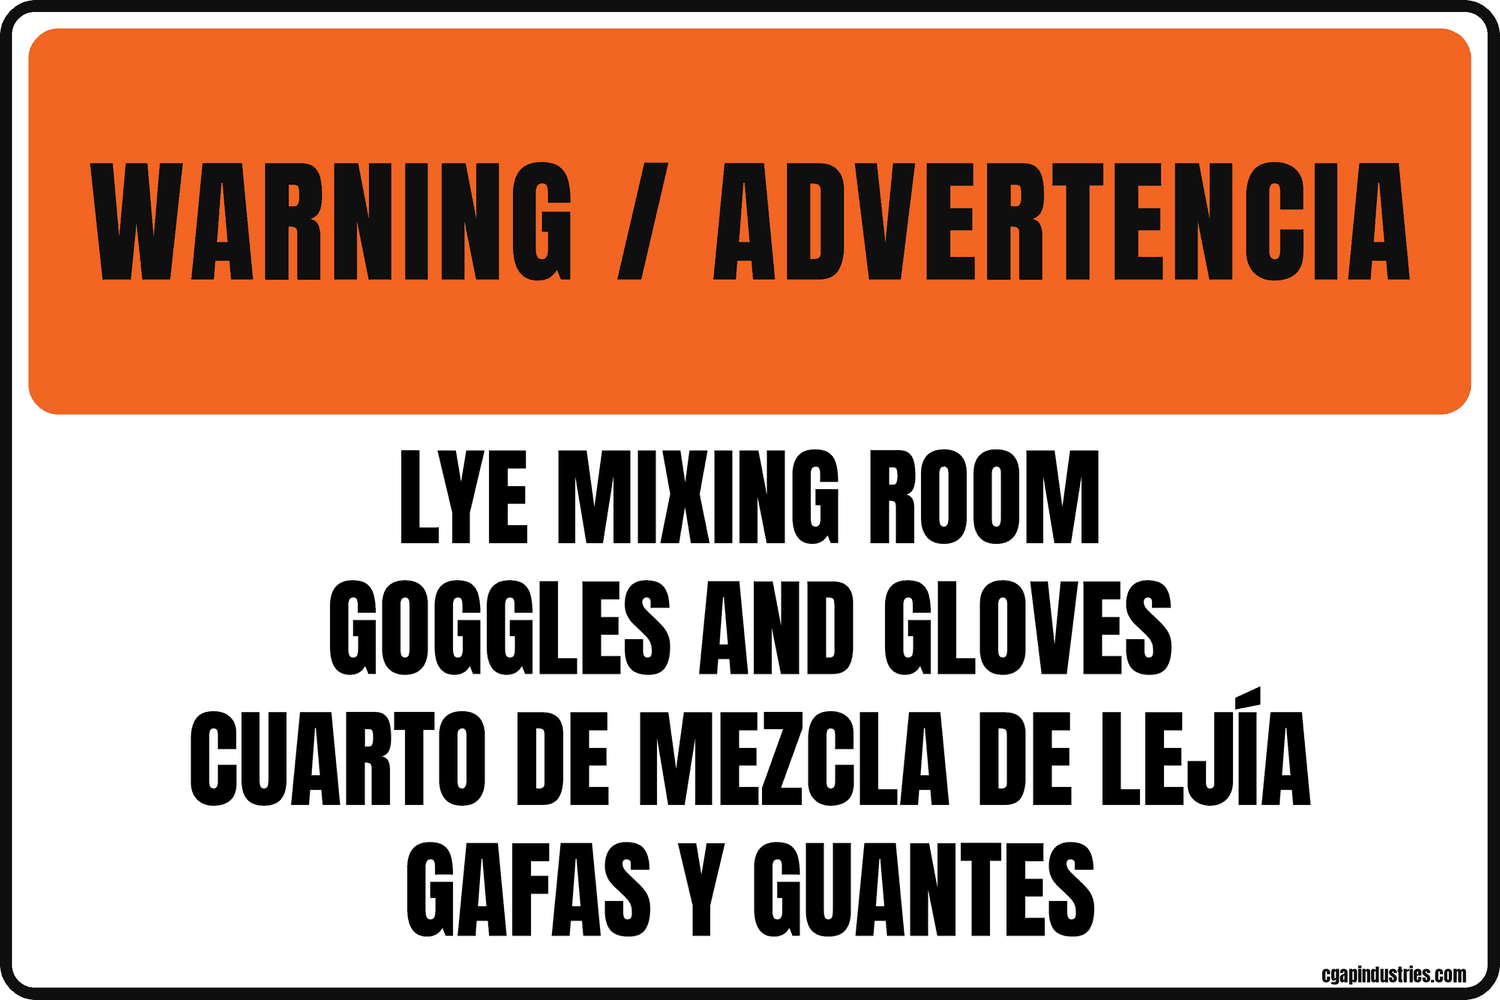 WARNING / ADVERTENCIA
LYE MIXING ROOM
GOGGLES AND GLOVES
CUARTO DE MEZCLA DE LEJÍA
GAFAS Y GUANTES
cgapindustries.com